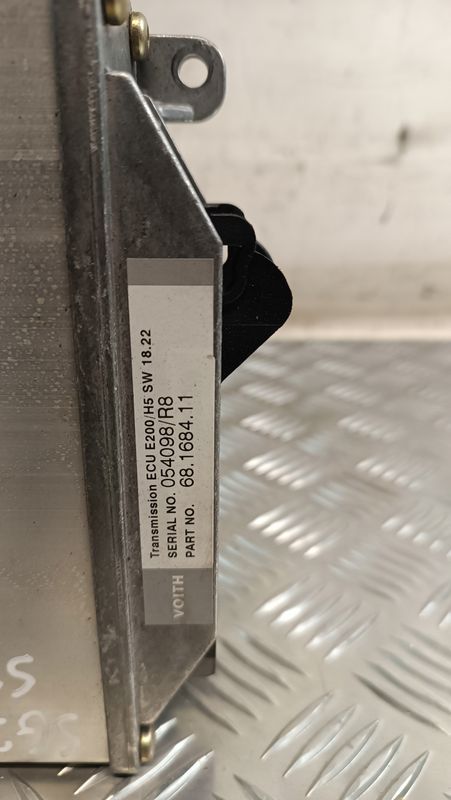 Transmission ECU E200/H5 SW 18.22
SERIAL NO. 054098/R8
PART NO. 68.1684.11
VOITH